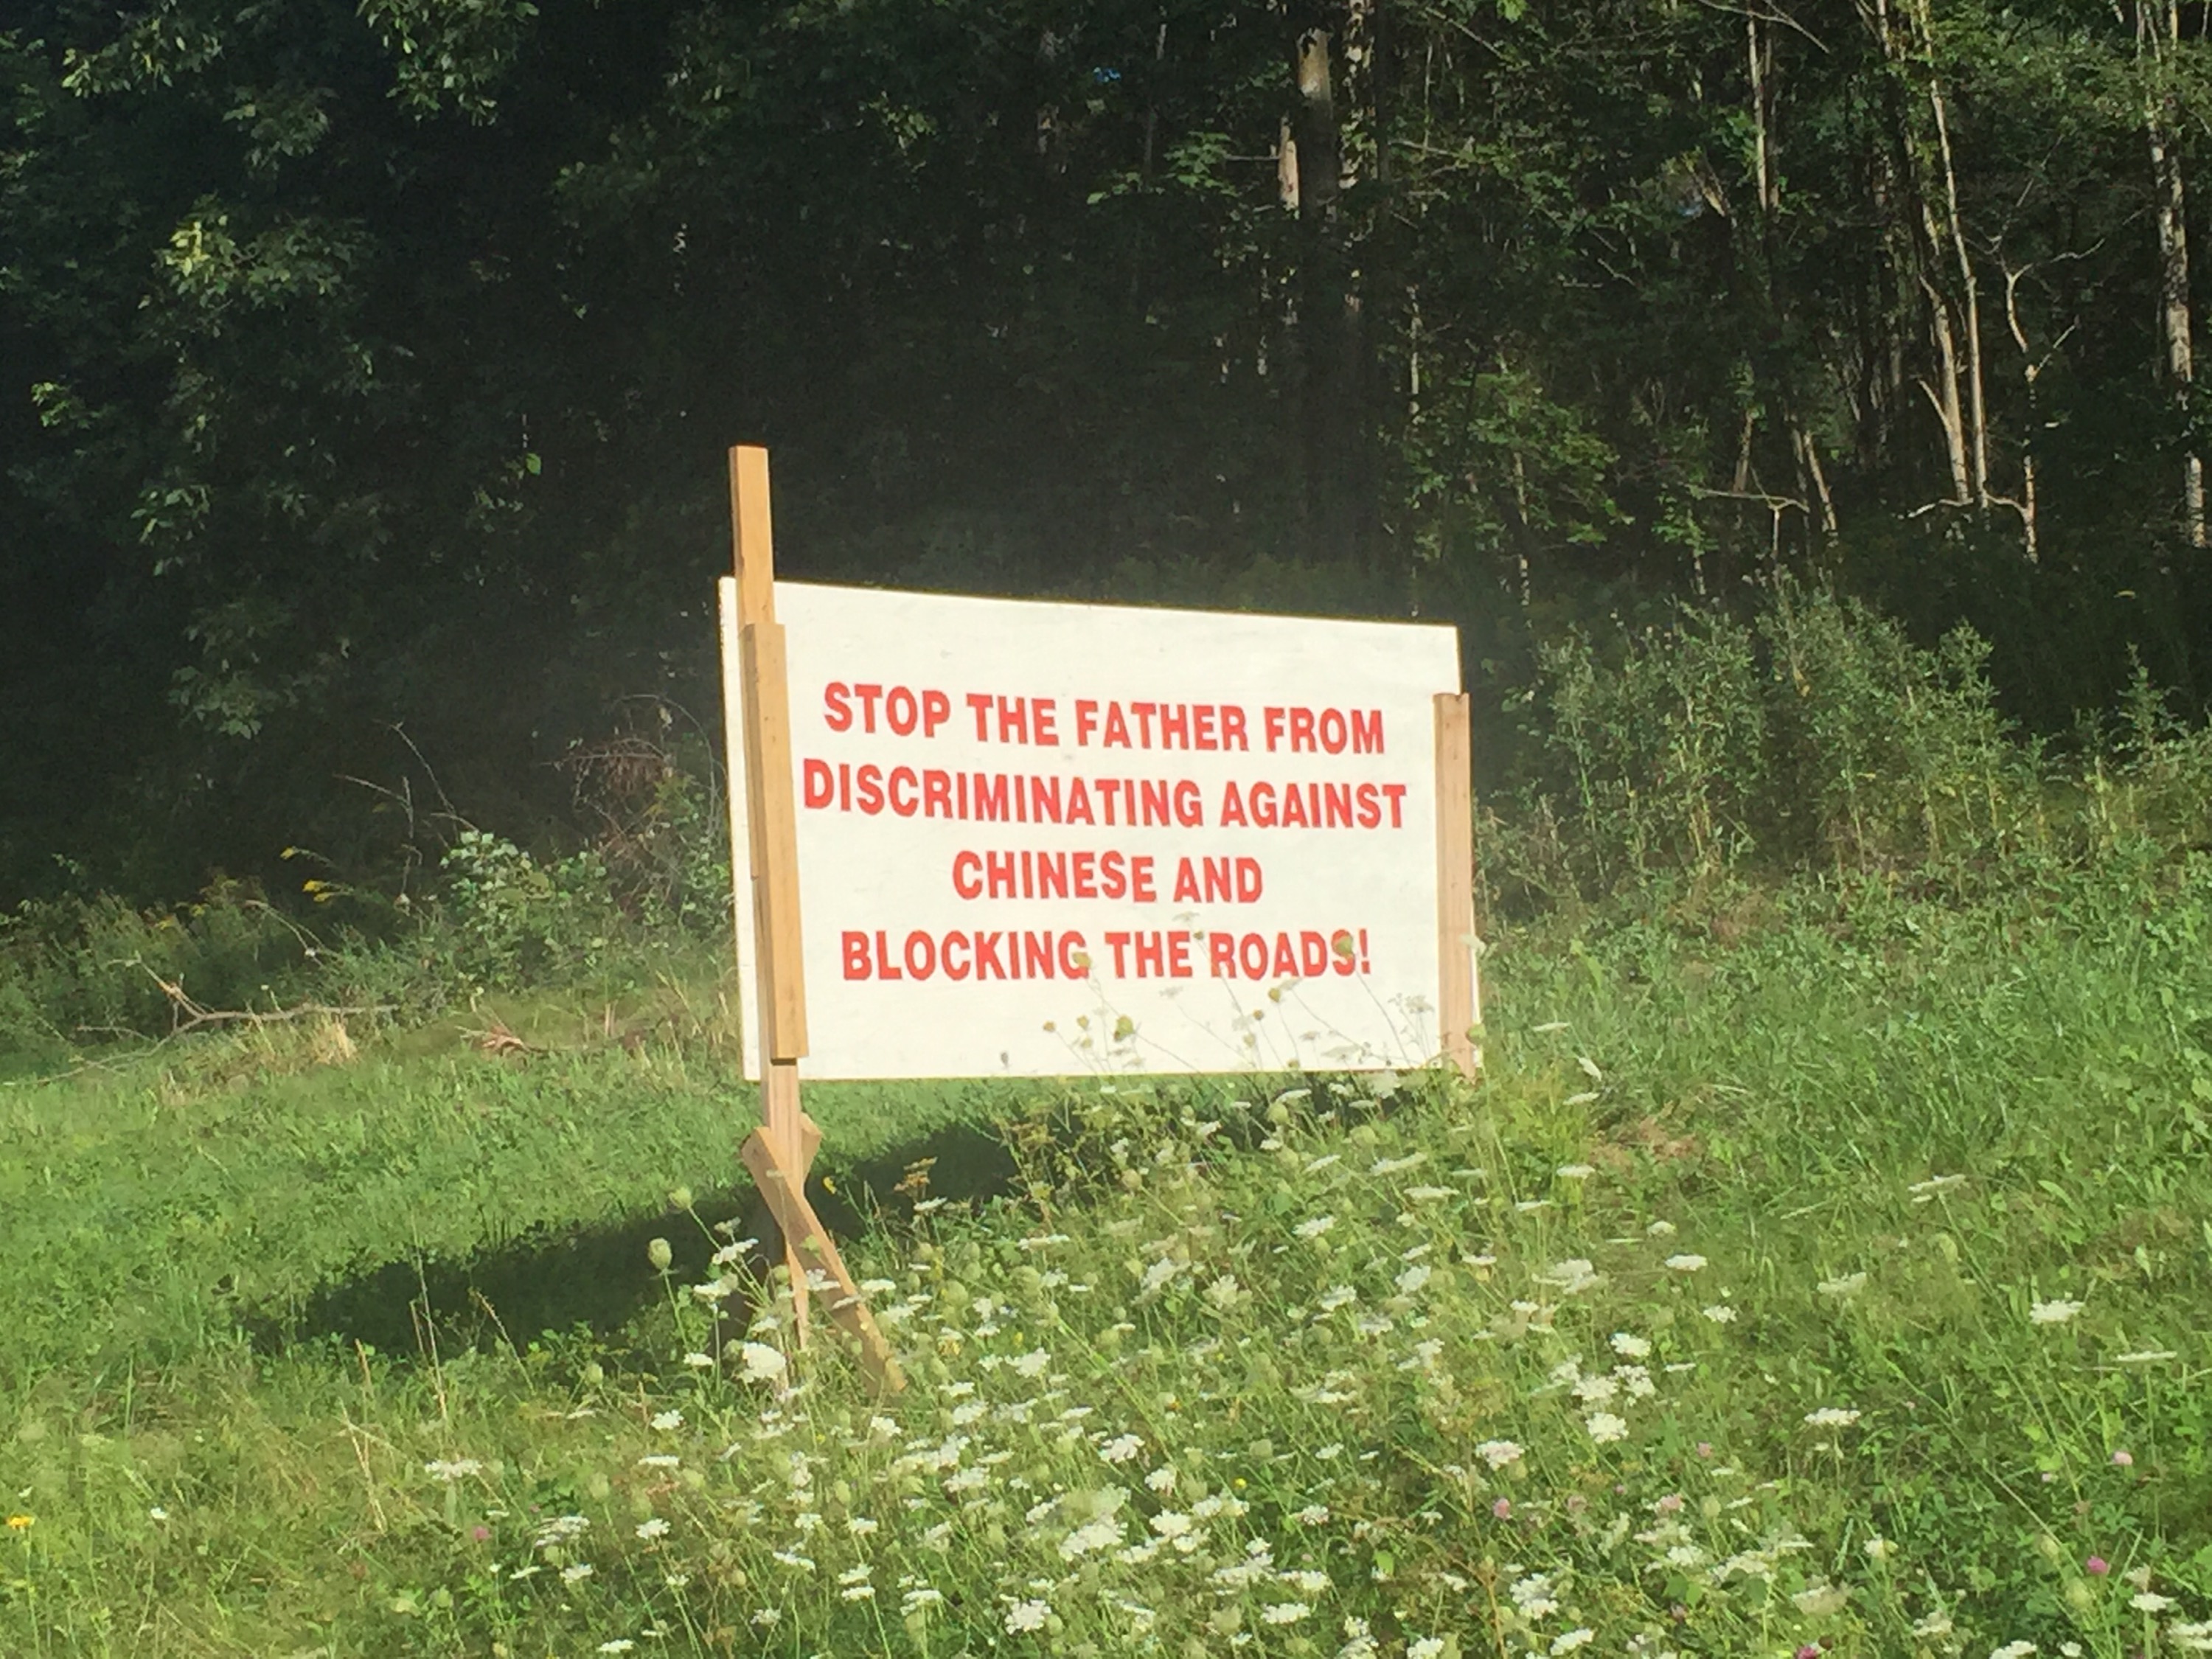 STOP THE FATHER FROM
DISCRIMINATING AGAINST
CHINESE AND
BLOCKING THE ROADS!